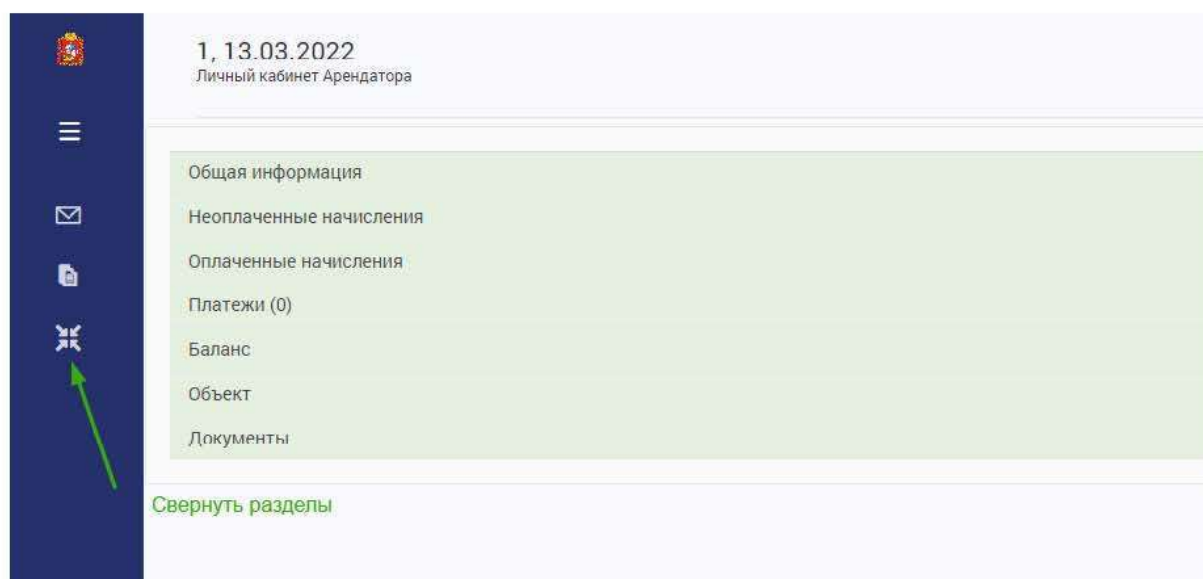 1, 13.03.2022
Личный кабинет Арендатора
Общая информация
Неоплаченные начисления
Оплаченные начисления
Платежи (0)
Баланс
Объект
Документы
Свернуть разделы